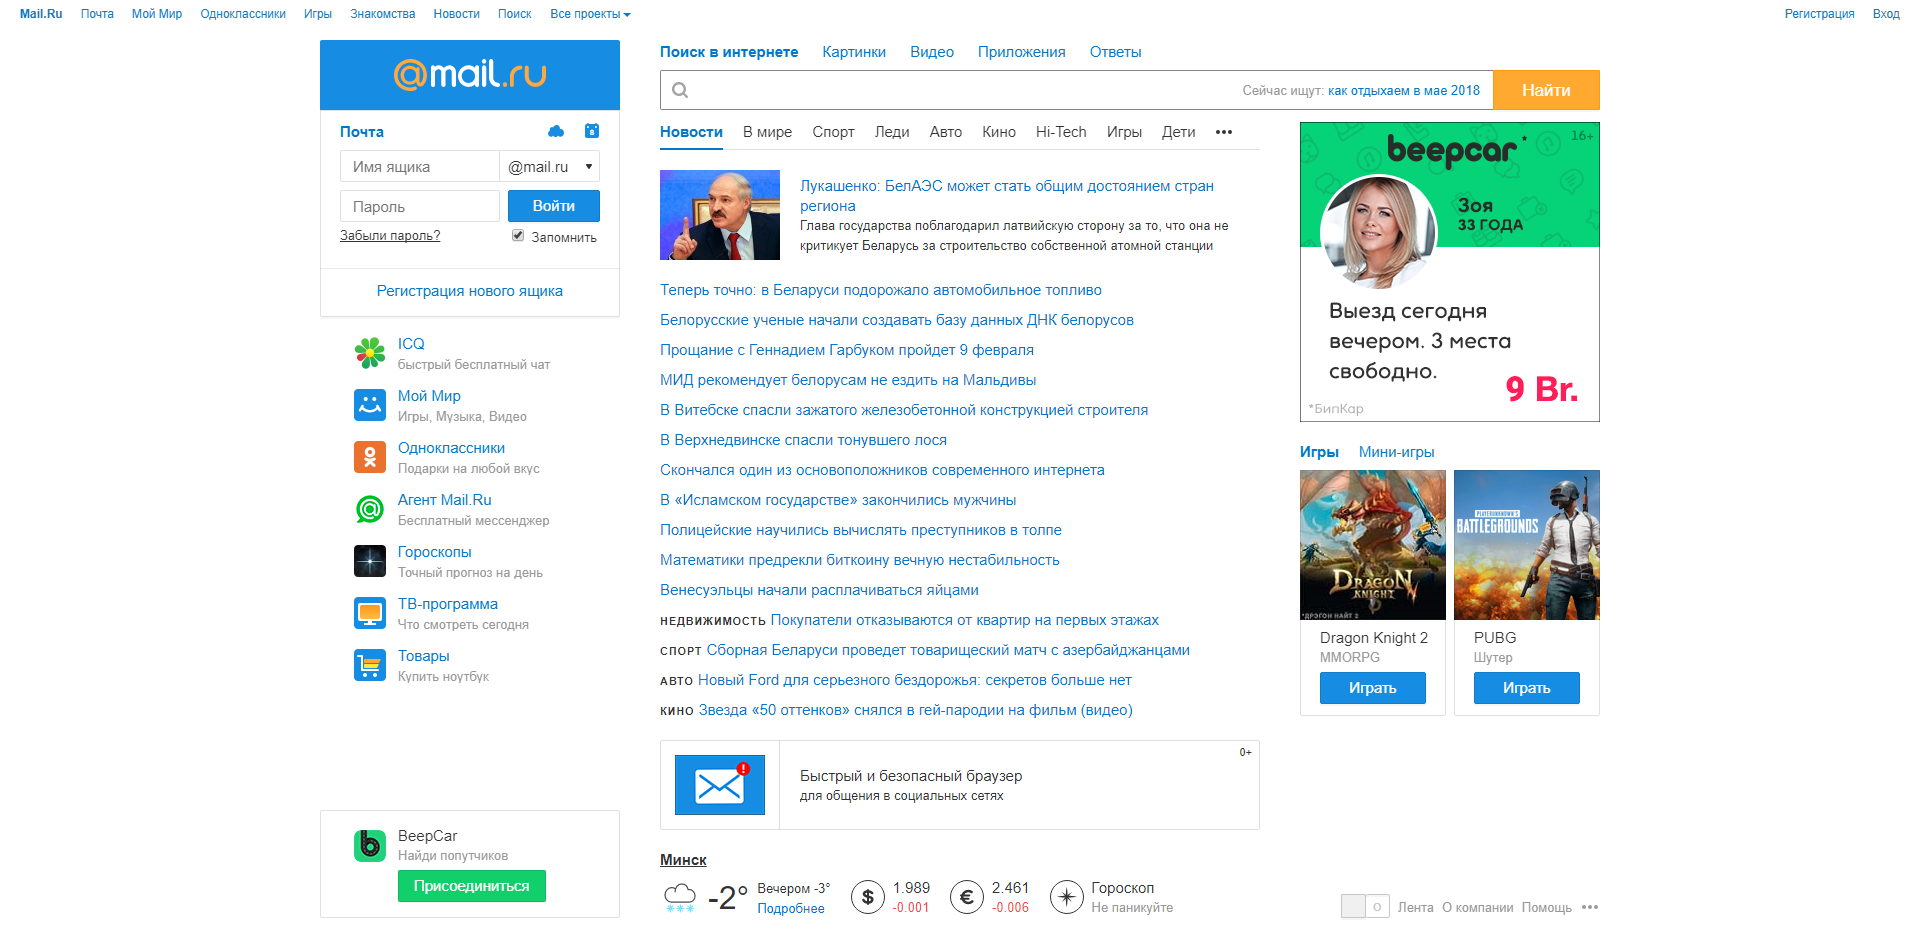 Mail.Ru Почта Мой Мир Одноклассники Игры Знакомства Новости Поиск Все проекты Регистрация Вход
@mail.ru
Почта
31
Имя ящика @mail.ru
Пароль Войти
Забыли пароль? Запомнить
Регистрация нового ящика
ICQ
быстрый бесплатный чат
Мой Мир
Игры, Музыка, Видео
Одноклассники
Подарки на любой вкус
Агент Mail.Ru
Бесплатный мессенджер
Гороскопы
Точный прогноз на день
ТВ-программа
Что смотреть сегодня
Товары
Купить ноутбук
BeepCar
Найди попутчиков
Присоединиться
Поиск в интернете Картинки Видео Приложения Ответы
Сейчас ищут: как отдыхаем в мае 2018 Найти
Новости В мире Спорт Леди Авто Кино Hi-Tech Игры Дети •••
Лукашенко: БелАЭС может стать общим достоянием стран
региона
Глава государства поблагодарил латвийскую сторону за то, что она не
критикует Беларусь за строительство собственной атомной станции
Теперь точно: в Беларуси подорожало автомобильное топливо
Белорусские ученые начали создавать базу данных ДНК белорусов
Прощание с Геннадием Гарбуком пройдет 9 февраля
МИД рекомендует белорусам не ездить на Мальдивы
В Витебске спасли зажатого железобетонной конструкцией строителя
В Верхнедвинске спасли тонувшего лося
Скончался один из основоположников современного интернета
В «Исламском государстве» закончились мужчины
Полицейские научились вычислять преступников в толпе
Математики предрекли биткоину вечную нестабильность
Венесуэльцы начали расплачиваться яйцами
НЕДВИЖИМОСТЬ Покупатели отказываются от квартир на первых этажах
СПОРТ Сборная Беларуси проведет товарищеский матч с азербайджанцами
АВТО Новый Ford для серьезного бездорожья: секретов больше нет
КИНО Звезда «50 оттенков» снялся в гей-пародии на фильм (видео)
0+
!
Быстрый и безопасный браузер
для общения в социальных сетях
Минск
-2° Вечером -3° $ 1.989 € 2.461 Гороскоп
Подробнее -0.001 -0.006 Не паникуйте
16+
beepcar*
Зоя
33 ГОДА
Выезд сегодня
вечером. 3 места
свободно.
9 Br.
*БипКар
Игры Мини-игры
DRAGON
KNIGHT
*ДРЭГОН НАЙТ 2
PLAYERUNKNOWN'S
BATTLEGROUNDS
Dragon Knight 2 PUBG
MMORPG Шутер
Играть Играть
Лента О компании Помощь •••